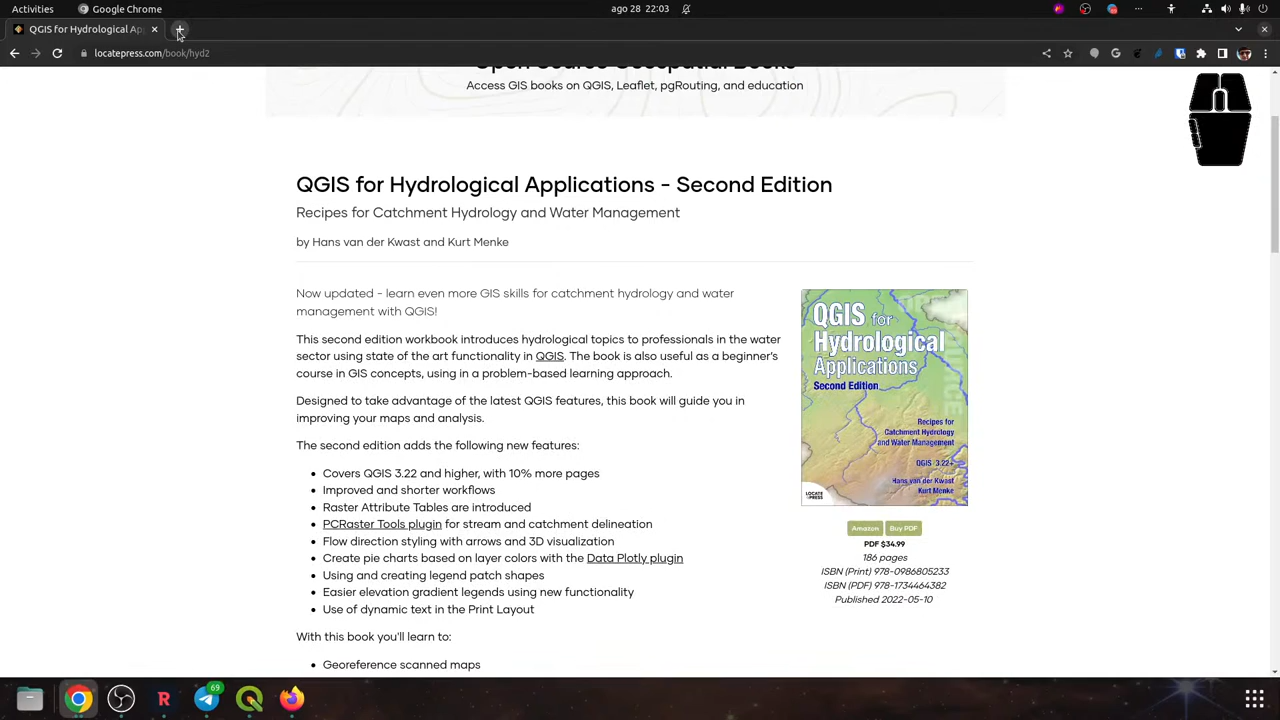 Activities
Google Chrome
ago 28 22:03
QGIS for Hydrological Ap
locatepress.com/book/hyd2
Open Source Geospatial Books
Access GIS books on QGIS, Leaflet, pgRouting, and education
QGIS for Hydrological Applications - Second Edition
Recipes for Catchment Hydrology and Water Management
by Hans van der Kwast and Kurt Menke
Now updated - learn even more GIS skills for catchment hydrology and water
management with QGIS!
This second edition workbook introduces hydrological topics to professionals in the water
sector using state of the art functionality in QGIS. The book is also useful as a beginner's
course in GIS concepts, using in a problem-based learning approach.
Designed to take advantage of the latest QGIS features, this book will guide you in
improving your maps and analysis.
The second edition adds the following new features:
Covers QGIS 3.22 and higher, with 10% more pages
Improved and shorter workflows
Raster Attribute Tables are introduced
PCRaster Tools plugin for stream and catchment delineation
Flow direction styling with arrows and 3D visualization
Create pie charts based on layer colors with the Data Plotly plugin
Using and creating legend patch shapes
Easier elevation gradient legends using new functionality
Use of dynamic text in the Print Layout
With this book you'll learn to:
Georeference scanned maps
QGIS for
Hydrological
Applications
Second Edition
Recipes for
Catchment Hydrology
and Water Management
QGIS 3.22+
Hans van der Kwast
Kurt Menke
LOCATE
PRESS
Amazon
Buy PDF
PDF $34.99
186 pages
ISBN (Print) 978-0986805233
ISBN (PDF) 978-1734464382
Published 2022-05-10
69